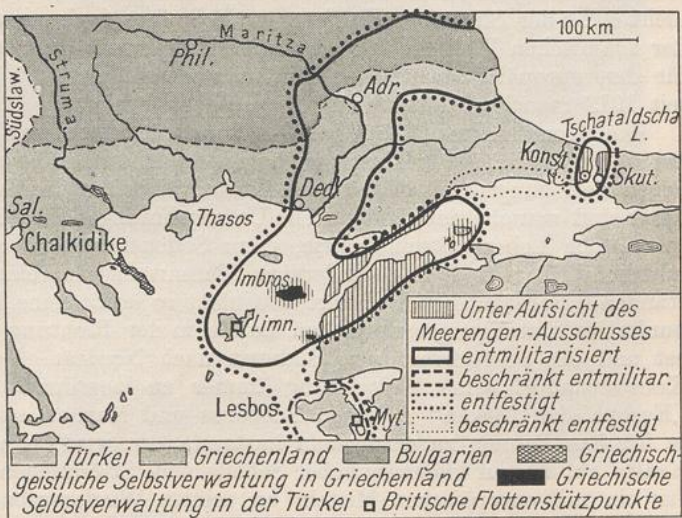 Maritza
100 km
Struma
Phil.
Adr.
Südslaw.
Tschataldscha
L.
Konst
Skut.
Ded.
Sal.
Thasos
Chalkidike
Imbros
Limn.
Unter Aufsicht des
Meerengen-Ausschusses
entmilitarisiert
beschränkt entmilitar.
entfestigt
beschränkt entfestigt
Lesbos
Myt.
Türkei Griechenland Bulgarien Griechisch-
geistliche Selbstverwaltung in Griechenland Griechische
Selbstverwaltung in der Türkei Britische Flottenstützpunkte